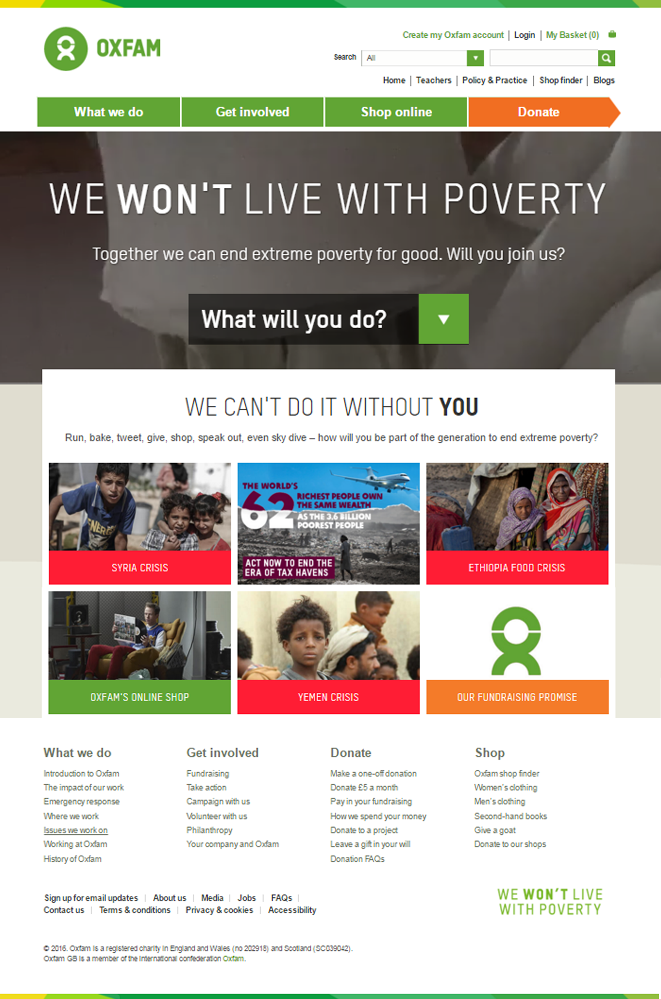 OXFAM
Create my Oxfam account | Login | My Basket (0)
Search All
Home | Teachers | Policy & Practice | Shop finder | Blogs
What we do Get involved Shop online Donate
WE WON'T LIVE WITH POVERTY
Together we can end extreme poverty for good. Will you join us?
What will you do?
WE CAN'T DO IT WITHOUT YOU
Run, bake, tweet, give, shop, speak out, even sky dive – how will you be part of the generation to end extreme poverty?
ENERG
SYRIA CRISIS
THE WORLD'S
62 RICHEST PEOPLE OWN
THE SAME WEALTH
AS THE 3.6 BILLION
POOREST PEOPLE
ACT NOW TO END THE
ERA OF TAX HAVENS
ETHIOPIA FOOD CRISIS
OXFAM'S ONLINE SHOP
YEMEN CRISIS
OUR FUNDRAISING PROMISE
What we do
Introduction to Oxfam
The impact of our work
Emergency response
Where we work
Issues we work on
Working at Oxfam
History of Oxfam
Get involved
Fundraising
Take action
Campaign with us
Volunteer with us
Philanthropy
Your company and Oxfam
Donate
Make a one-off donation
Donate £5 a month
Pay in your fundraising
How we spend your money
Donate to a project
Leave a gift in your will
Donation FAQs
Shop
Oxfam shop finder
Women's clothing
Men's clothing
Second-hand books
Give a goat
Donate to our shops
Sign up for email updates | About us | Media | Jobs | FAQs |
Contact us | Terms & conditions | Privacy & cookies | Accessibility
WE WON'T LIVE
WITH POVERTY
© 2016. Oxfam is a registered charity in England and Wales (no 202918) and Scotland (SC039042).
Oxfam GB is a member of the international confederation Oxfam.